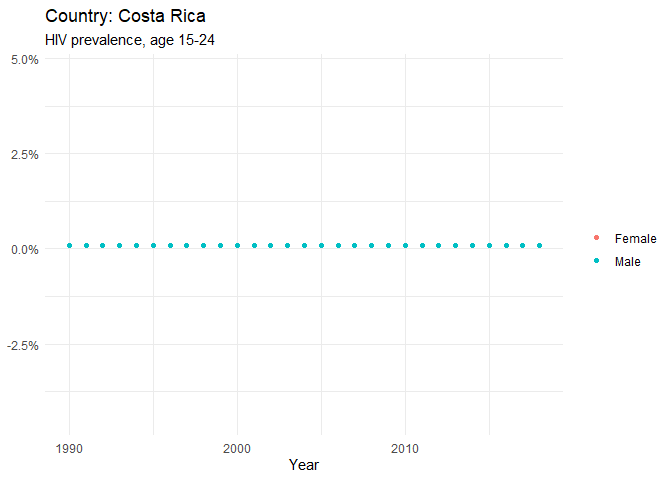 Country: Costa Rica
HIV prevalence, age 15-24
5.0%
2.5%
0.0%
-2.5%
1990
2000
2010
Year
Female
Male